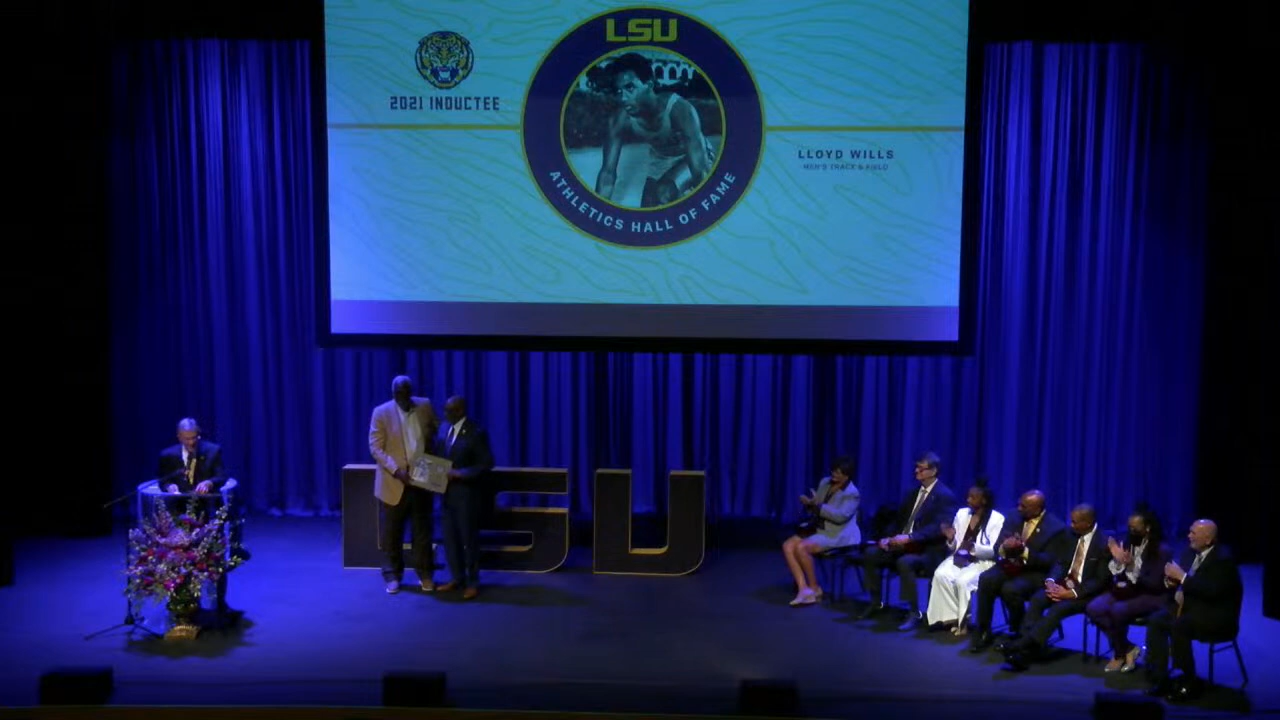 LSU
2021 INDUCTEE
LLOYD WILLS
MEN'S TRACK & FIELD
ATHLETICS HALL OF FAME
LSU